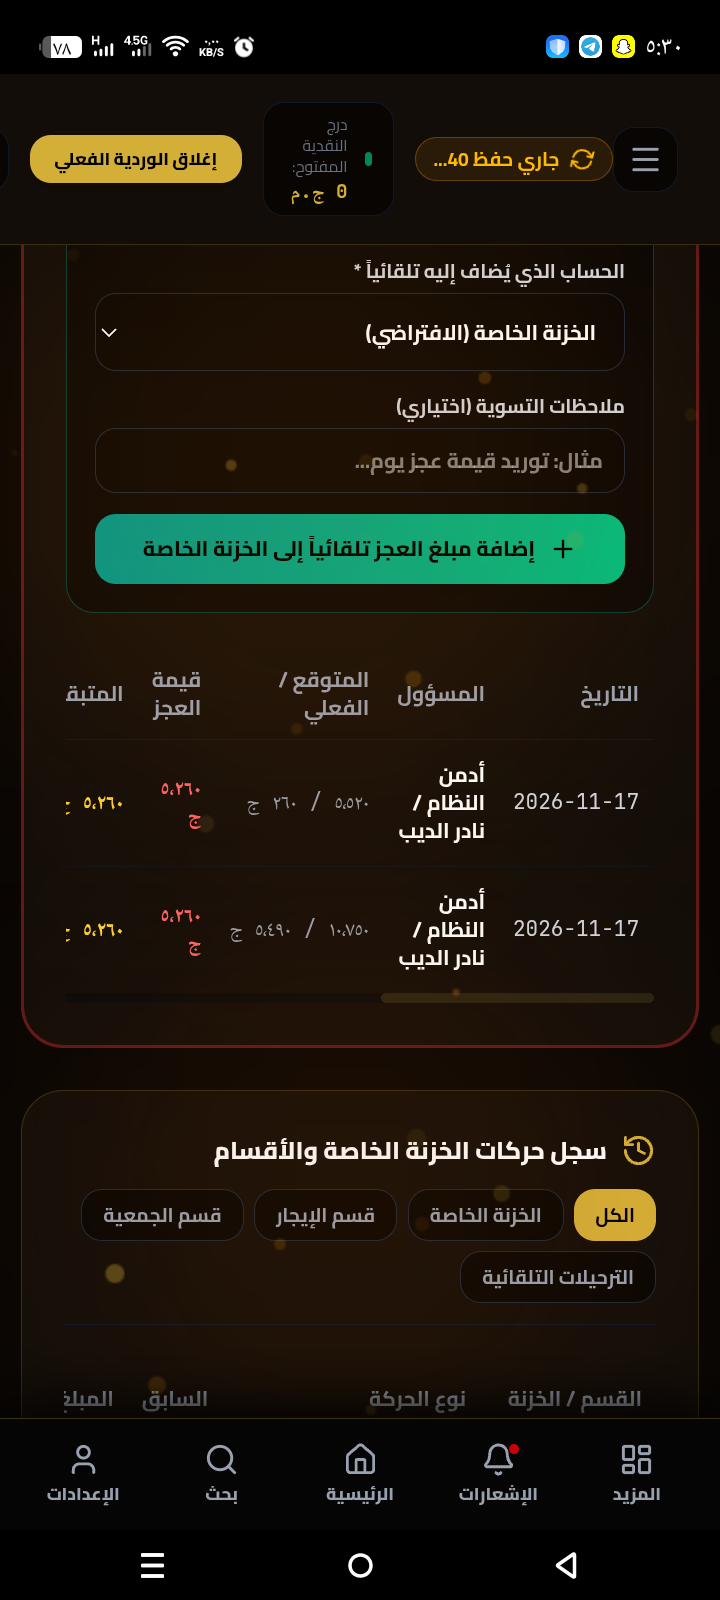 ٧٨ H 4.5G KB/S ٥:٣٠
درج
النقدية
المفتوح:
0 ج.م
إغلاق الوردية الفعلي
جاري حفظ 40...
الحساب الذي يُضاف إليه تلقائياً *
الخزنة الخاصة (الافتراضي)
ملاحظات التسوية (اختياري)
مثال: توريد قيمة عجز يوم...
+ إضافة مبلغ العجز تلقائياً إلى الخزنة الخاصة
التاريخ المسؤول المتوقع / الفعلي قيمة العجز المتبق
2026-11-17 أدمن النظام / نادر الديب ٥،٥٢٠ / ٢٦٠ ج ٥،٢٦٠ ج ٥،٢٦٠ ج
2026-11-17 أدمن النظام / نادر الديب ١٠،٧٥٠ / ٥،٤٩٠ ج ٥،٢٦٠ ج ٥،٢٦٠ ج
سجل حركات الخزنة الخاصة والأقسام
الكل الخزنة الخاصة قسم الإيجار قسم الجمعية
الترحيلات التلقائية
القسم / الخزنة نوع الحركة السابق المبلغ
المزيد الإشعارات الرئيسية بحث الإعدادات